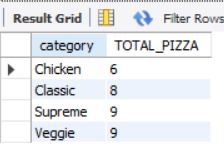 Result Grid Filter Rows
category TOTAL_PIZZA
Chicken 6
Classic 8
Supreme 9
Veggie 9